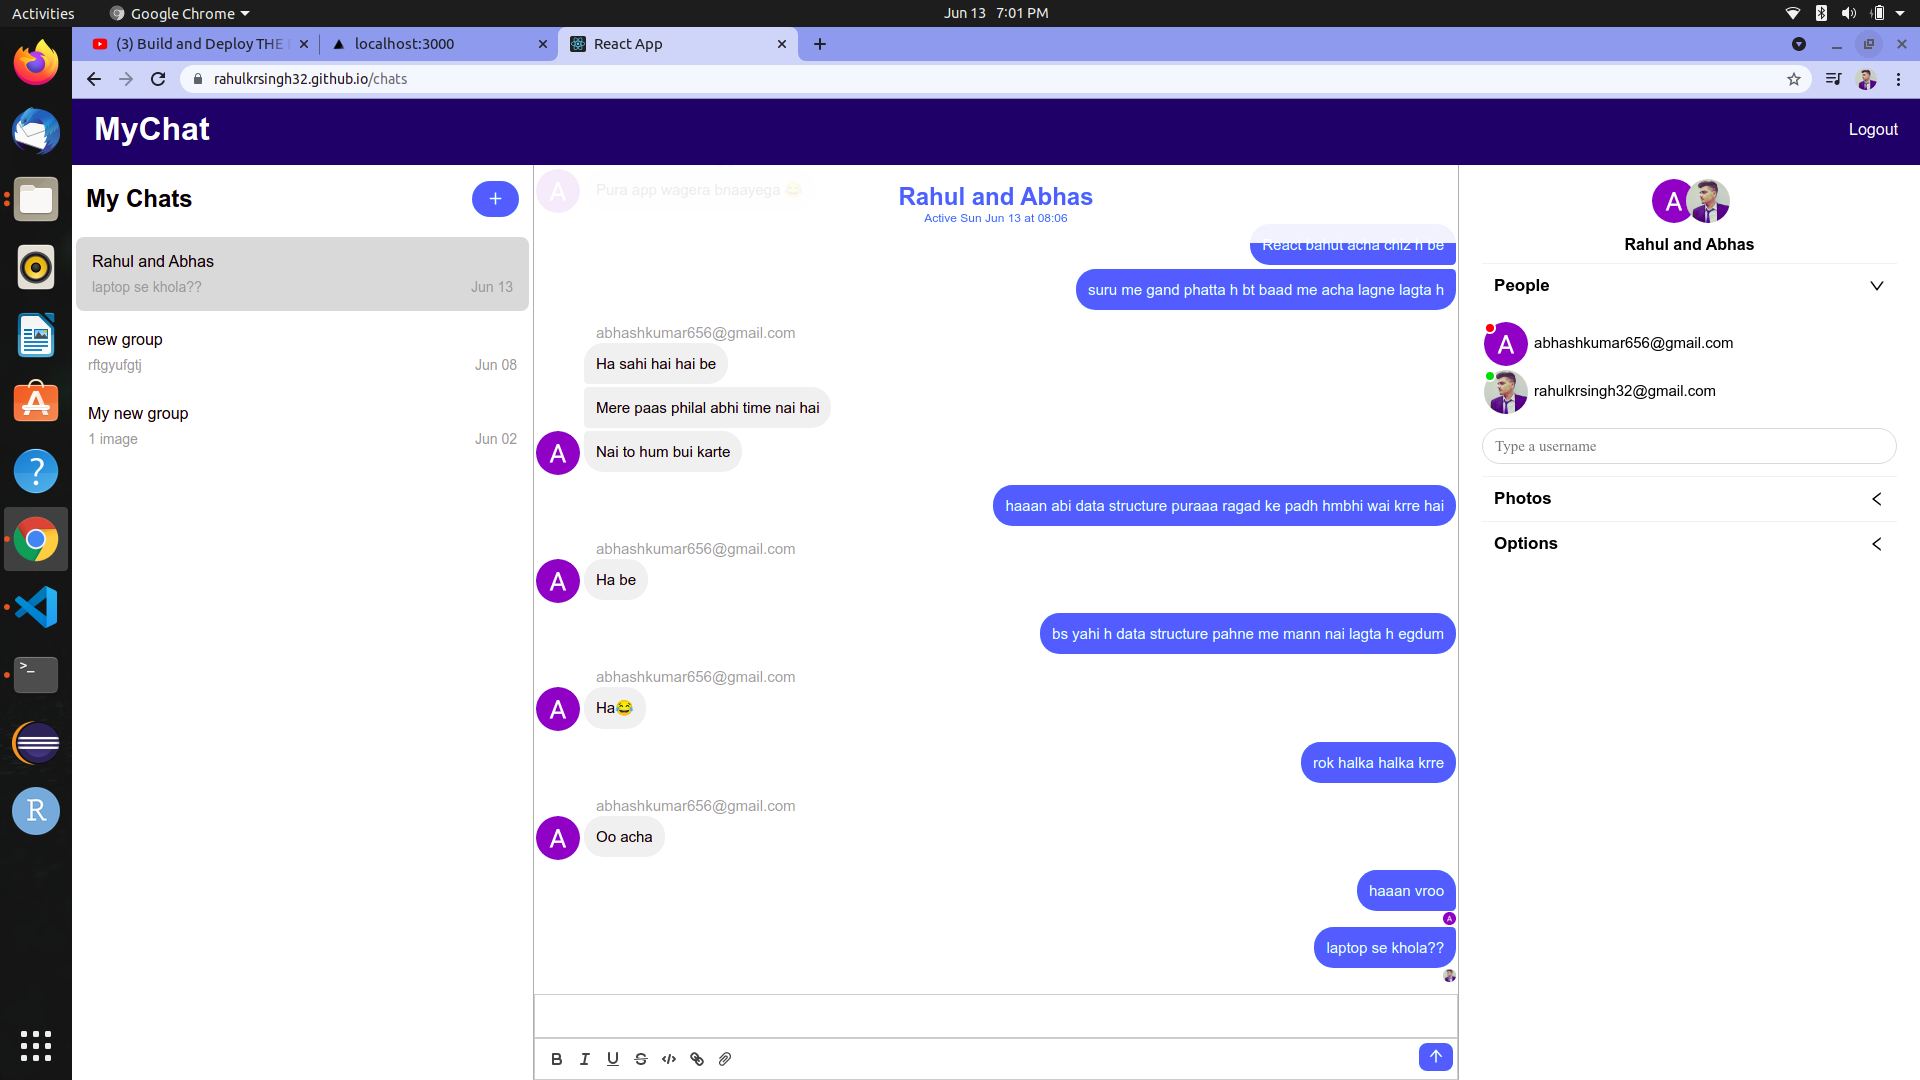 Activities
Google Chrome
Jun 13 7:01 PM
(3) Build and Deploy THE
localhost:3000
React App
rahulkrsingh32.github.io/chats
MyChat
Logout
My Chats
+
Rahul and Abhas
laptop se khola??
Jun 13
new group
rftgyufgtj
Jun 08
My new group
1 image
Jun 02
A
Pura app wagera bnaayega 😂
Rahul and Abhas
Active Sun Jun 13 at 08:06
React bahut acha chiz h be
suru me gand phatta h bt baad me acha lagne lagta h
abhashkumar656@gmail.com
Ha sahi hai hai be
Mere paas philal abhi time nai hai
A
Nai to hum bui karte
haaan abi data structure puraaa ragad ke padh hmbhi wai krre hai
abhashkumar656@gmail.com
A
Ha be
bs yahi h data structure pahne me mann nai lagta h egdum
abhashkumar656@gmail.com
A
Ha😂
rok halka halka krre
abhashkumar656@gmail.com
A
Oo acha
haaan vroo
A
laptop se khola??
B I U S </>
A
Rahul and Abhas
People
A
abhashkumar656@gmail.com
rahulkrsingh32@gmail.com
Type a username
Photos
Options